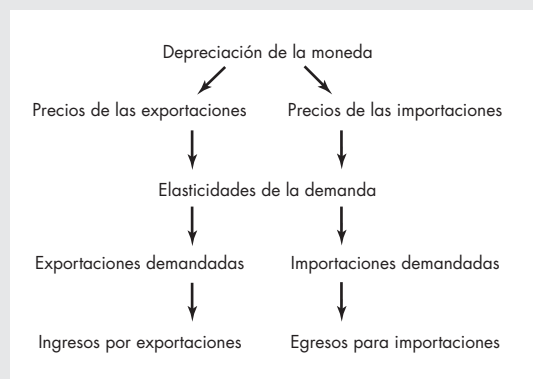 Depreciación de la moneda
Precios de las exportaciones
Precios de las importaciones
Elasticidades de la demanda
Exportaciones demandadas
Importaciones demandadas
Ingresos por exportaciones
Egresos para importaciones